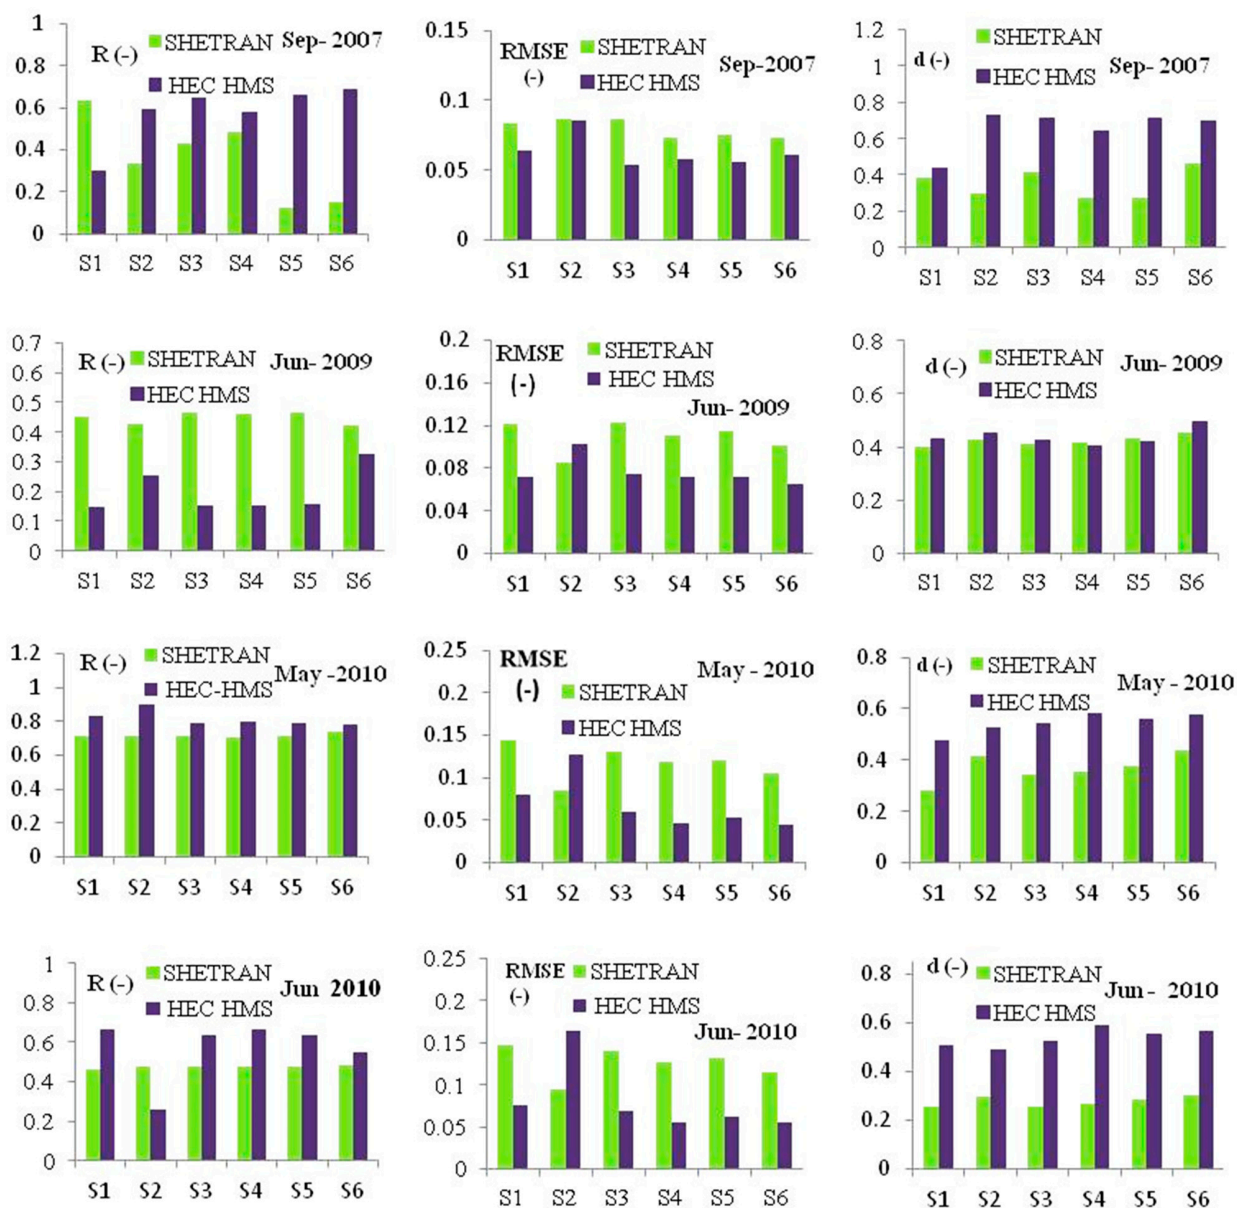 R (-) SHETRAN Sep- 2007
HEC HMS
1
0.8
0.6
0.4
0.2
0
S1 S2 S3 S4 S5 S6
RMSE SHETRAN
(-) HEC HMS Sep-2007
0.15
0.1
0.05
0
S1 S2 S3 S4 S5 S6
d (-) SHETRAN
HEC HMS Sep- 2007
1.2
1
0.8
0.6
0.4
0.2
0
S1 S2 S3 S4 S5 S6
R (-) SHETRAN Jun- 2009
HEC HMS
0.7
0.6
0.5
0.4
0.3
0.2
0.1
0
S1 S2 S3 S4 S5 S6
RMSE SHETRAN
(-) HEC HMS
Jun- 2009
0.2
0.16
0.12
0.08
0.04
0
S1 S2 S3 S4 S5 S6
d (-) SHETRAN Jun- 2009
HEC HMS
0.8
0.6
0.4
0.2
0
S1 S2 S3 S4 S5 S6
R (-) SHETRAN
HEC-HMS May -2010
1.2
1
0.8
0.6
0.4
0.2
0
S1 S2 S3 S4 S5 S6
RMSE May - 2010
(-) SHETRAN
HEC HMS
0.25
0.2
0.15
0.1
0.05
0
S1 S2 S3 S4 S5 S6
d (-) SHETRAN
HEC HMS May - 2010
0.8
0.6
0.4
0.2
0
S1 S2 S3 S4 S5 S6
R (-) SHETRAN
HEC HMS Jun 2010
1
0.8
0.6
0.4
0.2
0
S1 S2 S3 S4 S5 S6
RMSE SHETRAN
(-) HEC HMS
Jun- 2010
0.25
0.2
0.15
0.1
0.05
0
S1 S2 S3 S4 S5 S6
d (-) SHETRAN
HEC HMS Jun - 2010
0.8
0.6
0.4
0.2
0
S1 S2 S3 S4 S5 S6